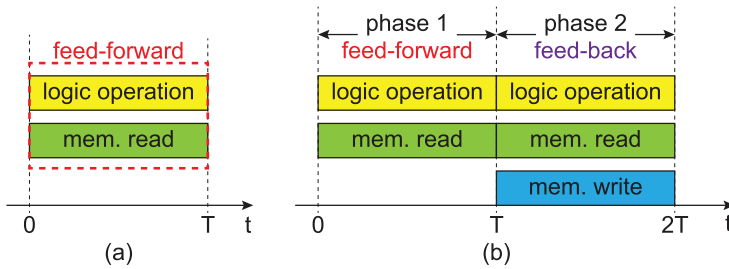 feed-forward
logic operation
mem. read
0 T t
(a)
phase 1 phase 2
feed-forward feed-back
logic operation logic operation
mem. read mem. read
mem. write
0 T 2T t
(b)